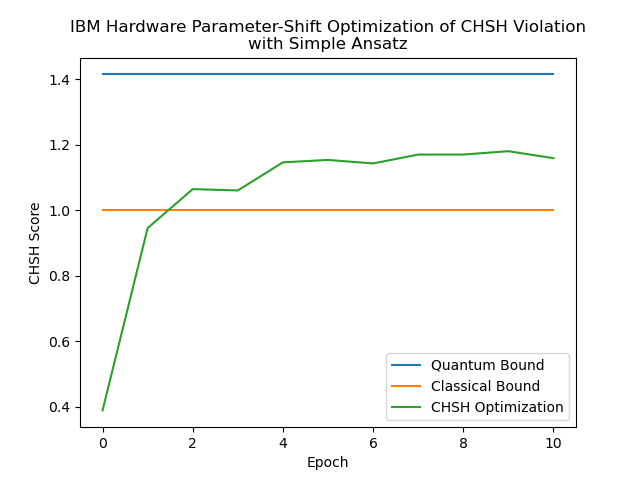 IBM Hardware Parameter-Shift Optimization of CHSH Violation
with Simple Ansatz
CHSH Score
1.4
1.2
1.0
0.8
0.6
0.4
Quantum Bound
Classical Bound
CHSH Optimization
0 2 4 6 8 10
Epoch